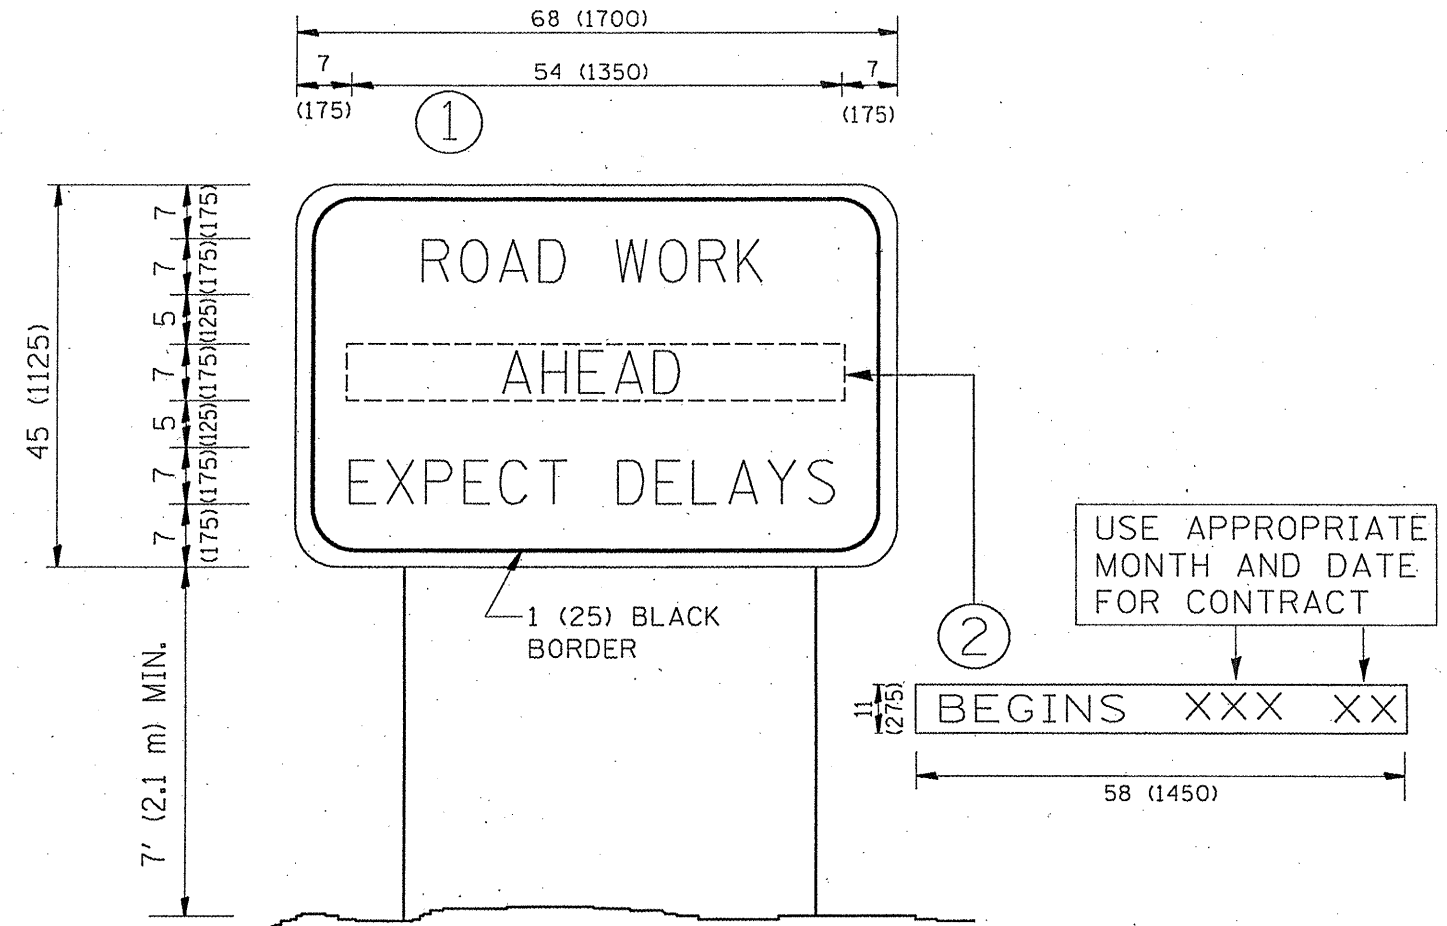 68 (1700)
7 54 (1350) 7
(175) (175)
1
ROAD WORK
AHEAD
EXPECT DELAYS
45 (1125)
7 (175)
7 (175)
5 (125)
7 (175)
5 (125)
7 (175)
7 (175)
7' (2.1 m) MIN.
1 (25) BLACK
BORDER
2
USE APPROPRIATE
MONTH AND DATE
FOR CONTRACT
11 (275)
BEGINS XXX XX
58 (1450)